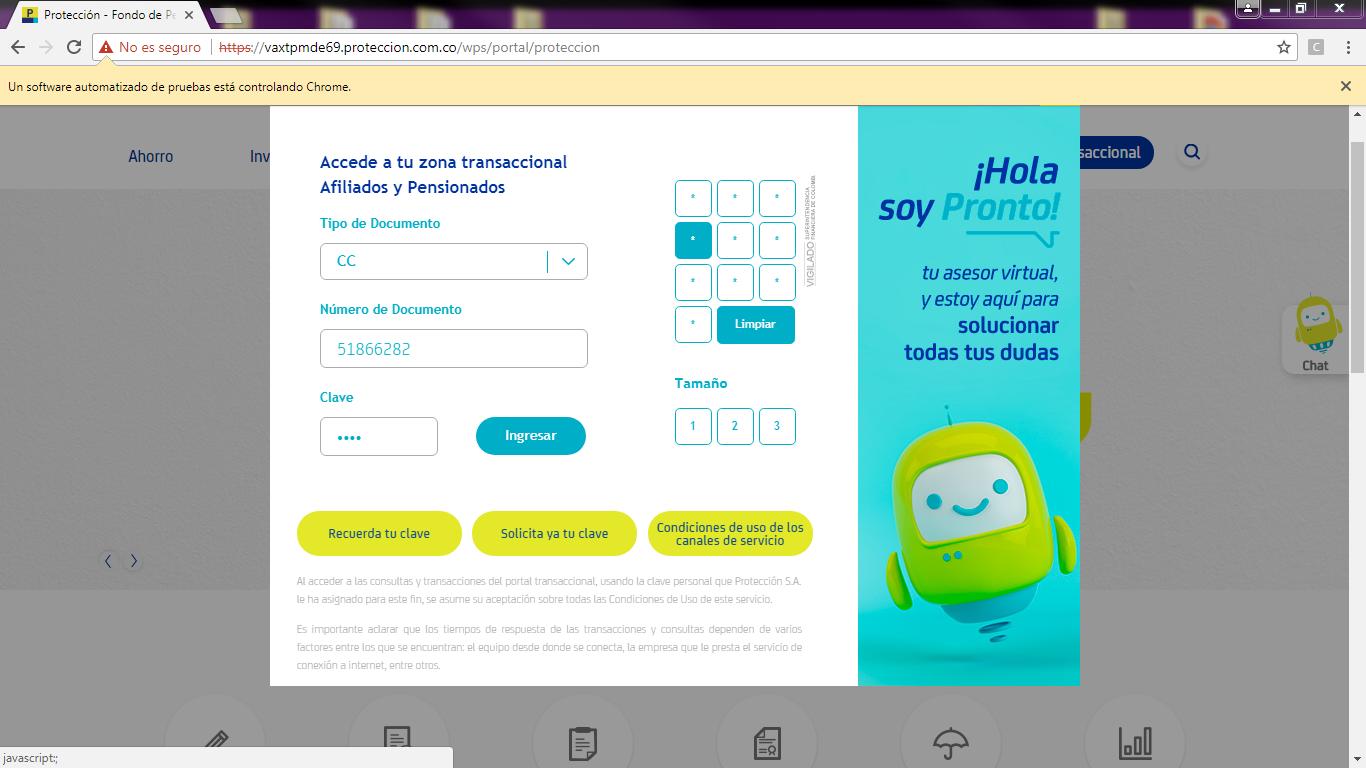 Protección - Fondo de Pe
No es seguro
https://vaxtpmde69.proteccion.com.co/wps/portal/proteccion
C
Un software automatizado de pruebas está controlando Chrome.
Ahorro
Inv
saccional
Accede a tu zona transaccional
Afiliados y Pensionados
Tipo de Documento
CC
Número de Documento
51866282
Clave
••••
Ingresar
* * *
* * *
* * *
*
Limpiar
VIGILADO
SUPERINTENDENCIA
FINANCIERA DE COLOMBIA
Tamaño
1
2
3
Recuerda tu clave
Solicita ya tu clave
Condiciones de uso de los
canales de servicio
Al acceder a las consultas y transacciones del portal transaccional, usando la clave personal que Protección S.A.
le ha asignado para este fin, se asume su aceptación sobre todas las Condiciones de Uso de este servicio.
Es importante aclarar que los tiempos de respuesta de las transacciones y consultas dependen de varios
factores entre los que se encuentran: el equipo desde donde se conecta, la empresa que le presta el servicio de
conexión a internet, entre otros.
¡Hola
soy Pronto!
tu asesor virtual,
y estoy aquí para
solucionar
todas tus dudas
Chat
javascript:;